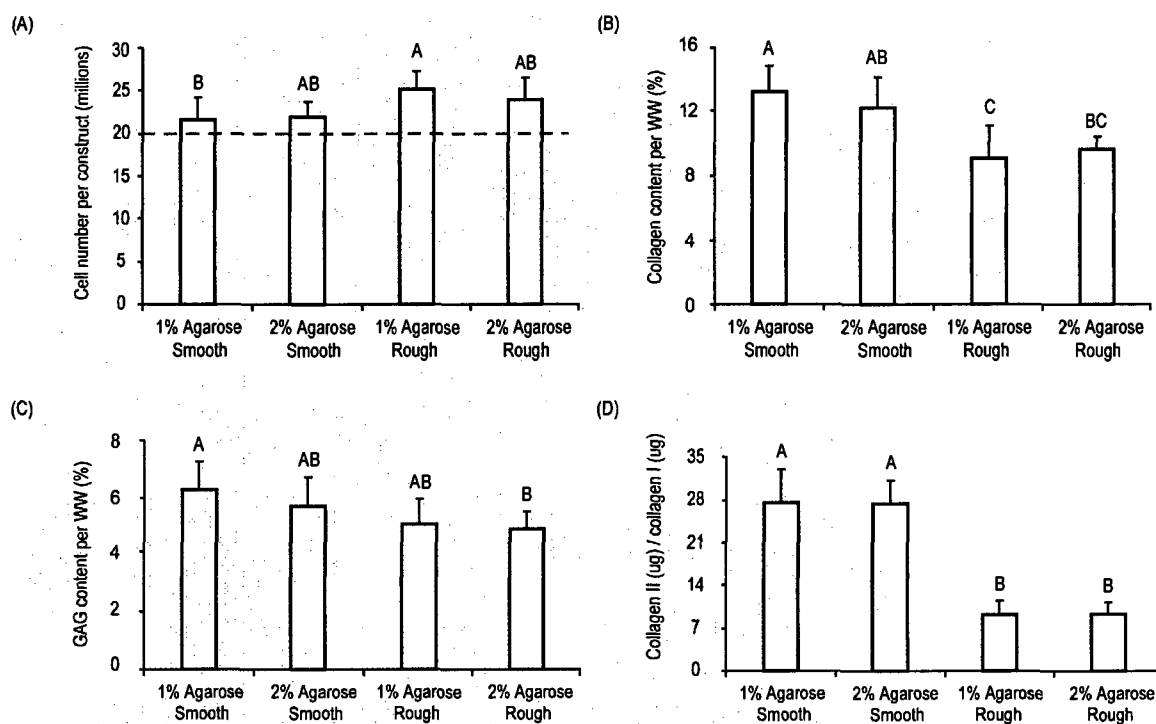 (A)
Cell number per construct (millions)
30
25
20
15
10
5
0
B
AB
A
AB
1% Agarose
Smooth
2% Agarose
Smooth
1% Agarose
Rough
2% Agarose
Rough
(B)
Collagen content per WW (%)
16
12
8
4
0
A
AB
C
BC
1% Agarose
Smooth
2% Agarose
Smooth
1% Agarose
Rough
2% Agarose
Rough
(C)
GAG content per WW (%)
8
6
4
2
0
A
AB
AB
B
1% Agarose
Smooth
2% Agarose
Smooth
1% Agarose
Rough
2% Agarose
Rough
(D)
Collagen II (ug) / collagen I (ug)
35
28
21
14
7
0
A
A
B
B
1% Agarose
Smooth
2% Agarose
Smooth
1% Agarose
Rough
2% Agarose
Rough